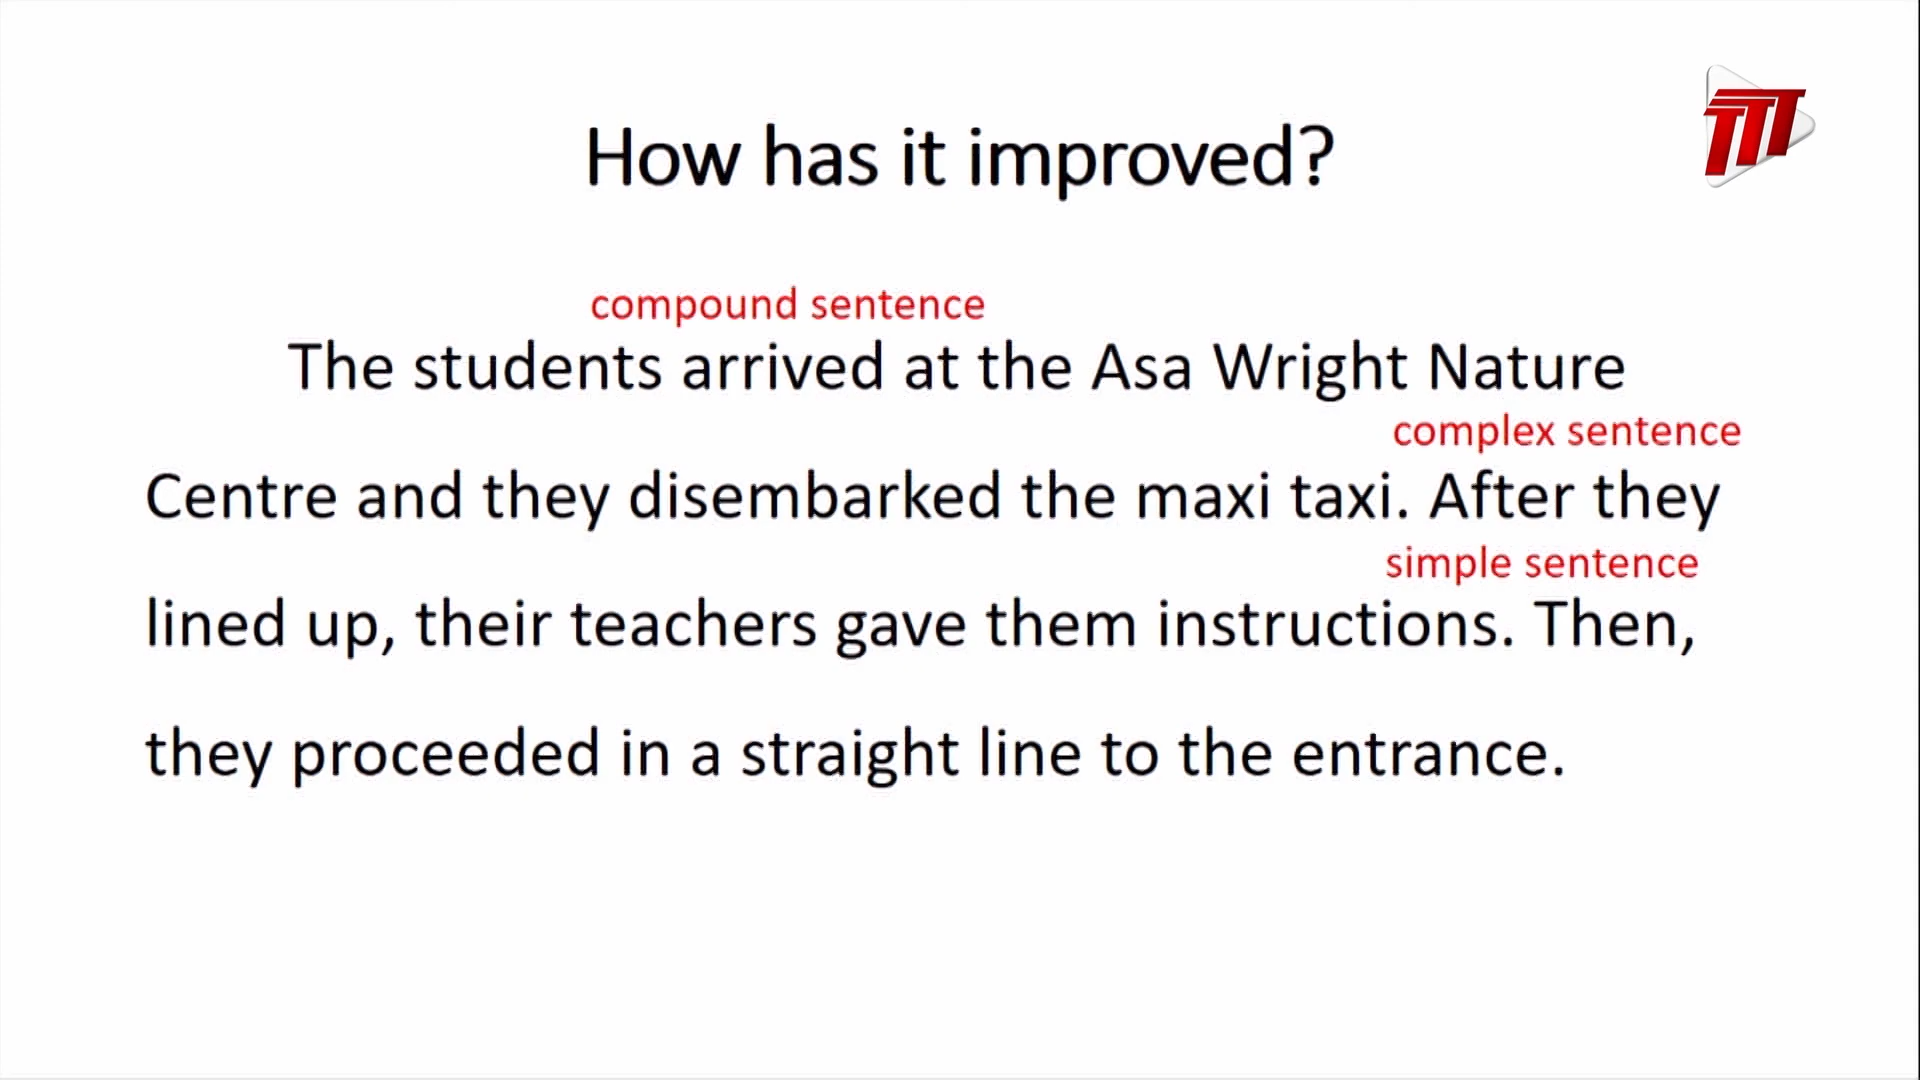 TTT
How has it improved?
compound sentence
The students arrived at the Asa Wright Nature
complex sentence
Centre and they disembarked the maxi taxi. After they
simple sentence
lined up, their teachers gave them instructions. Then,
they proceeded in a straight line to the entrance.